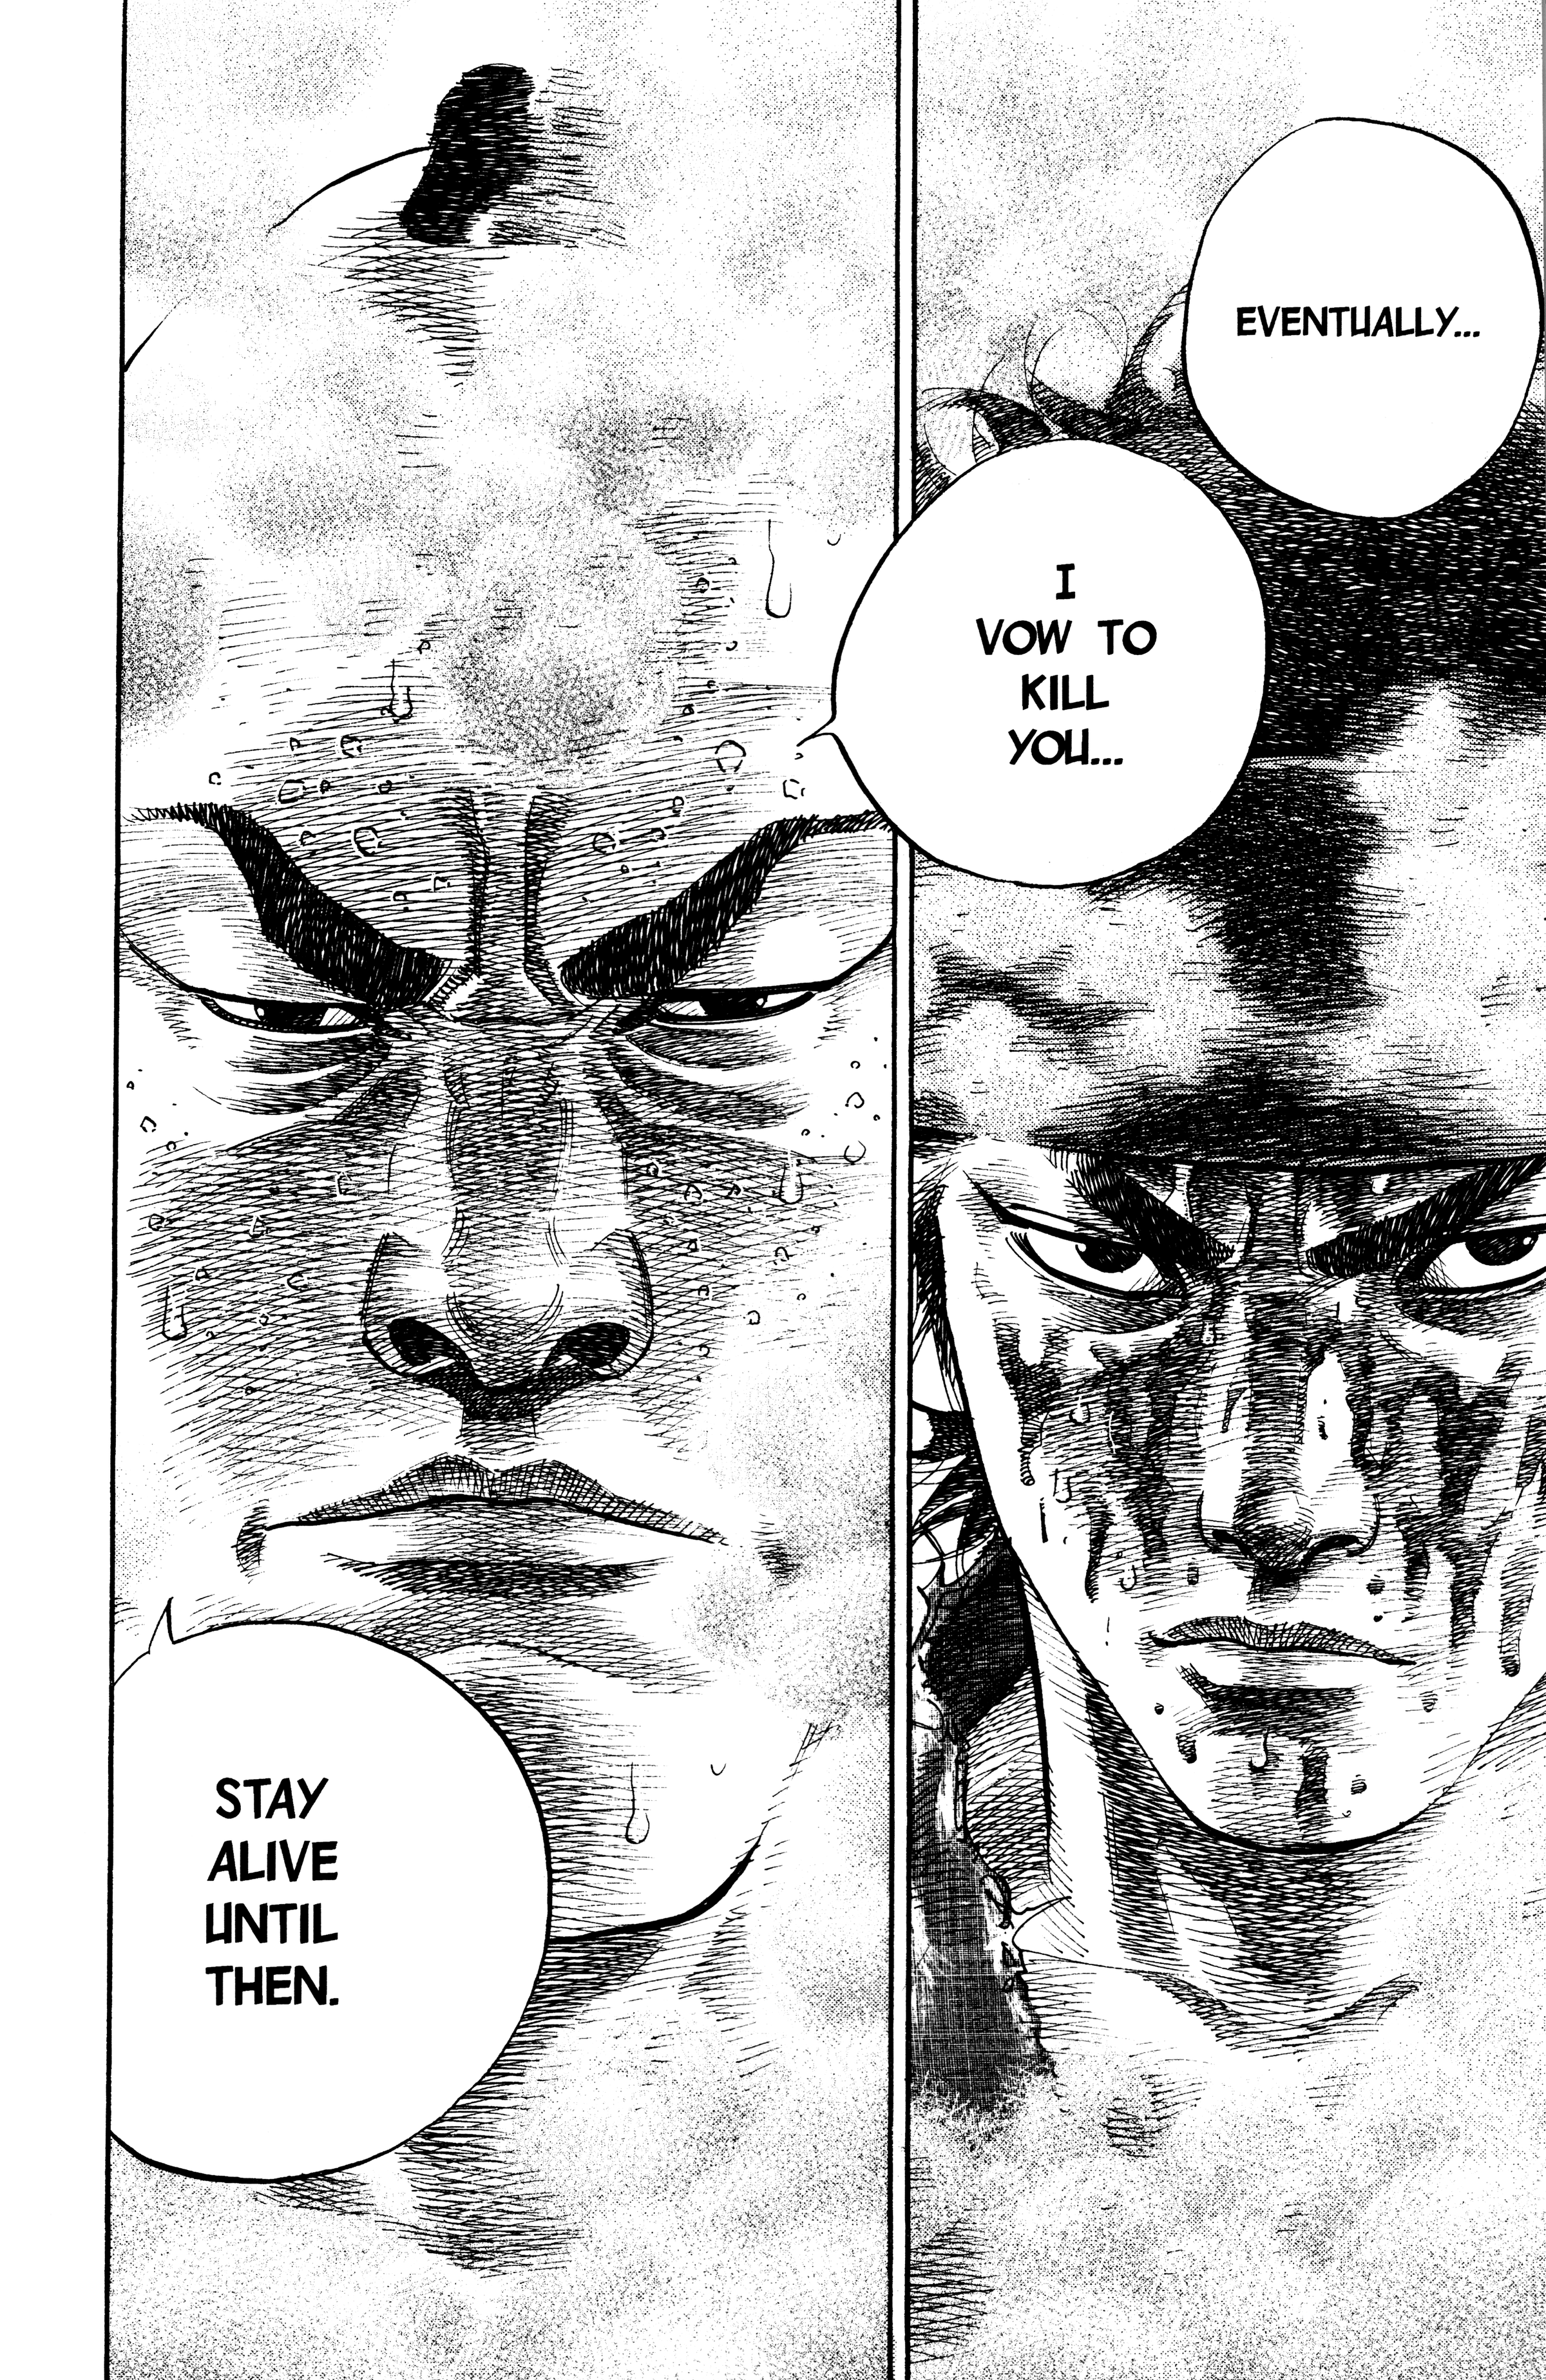 EVENTUALLY...
I
VOW TO
KILL
YOU...
STAY
ALIVE
UNTIL
THEN.